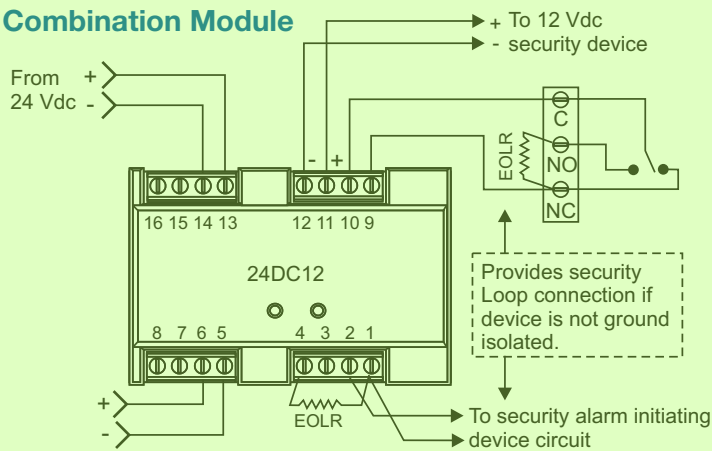 Combination Module
+ To 12 Vdc
- security device
From +
24 Vdc -
C
EOLR
NO
NC
- +
16 15 14 13
12 11 10 9
24DC12
Provides security
Loop connection if
device is not ground
isolated.
8 7 6 5
4 3 2 1
+
-
EOLR
To security alarm initiating
device circuit